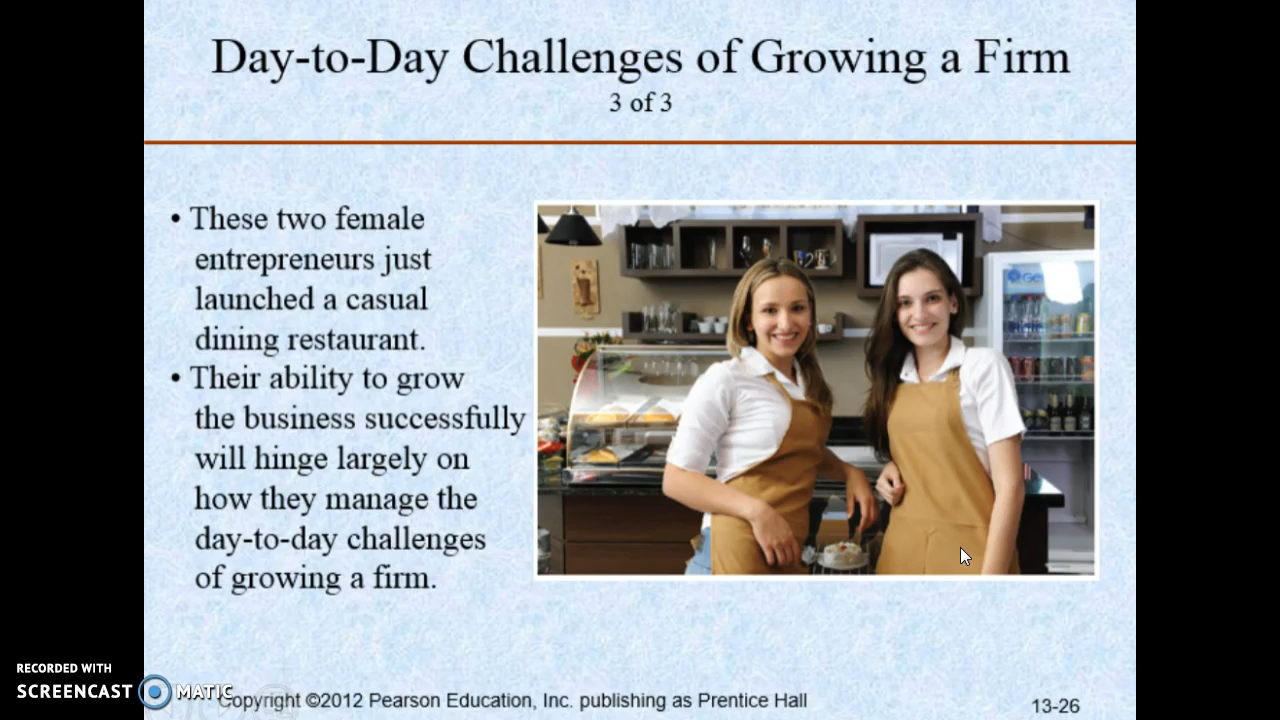 Day-to-Day Challenges of Growing a Firm
3 of 3
• These two female
entrepreneurs just
launched a casual
dining restaurant.
• Their ability to grow
the business successfully
will hinge largely on
how they manage the
day-to-day challenges
of growing a firm.
RECORDED WITH
SCREENCAST MATIC
Copyright ©2012 Pearson Education, Inc. publishing as Prentice Hall
13-26